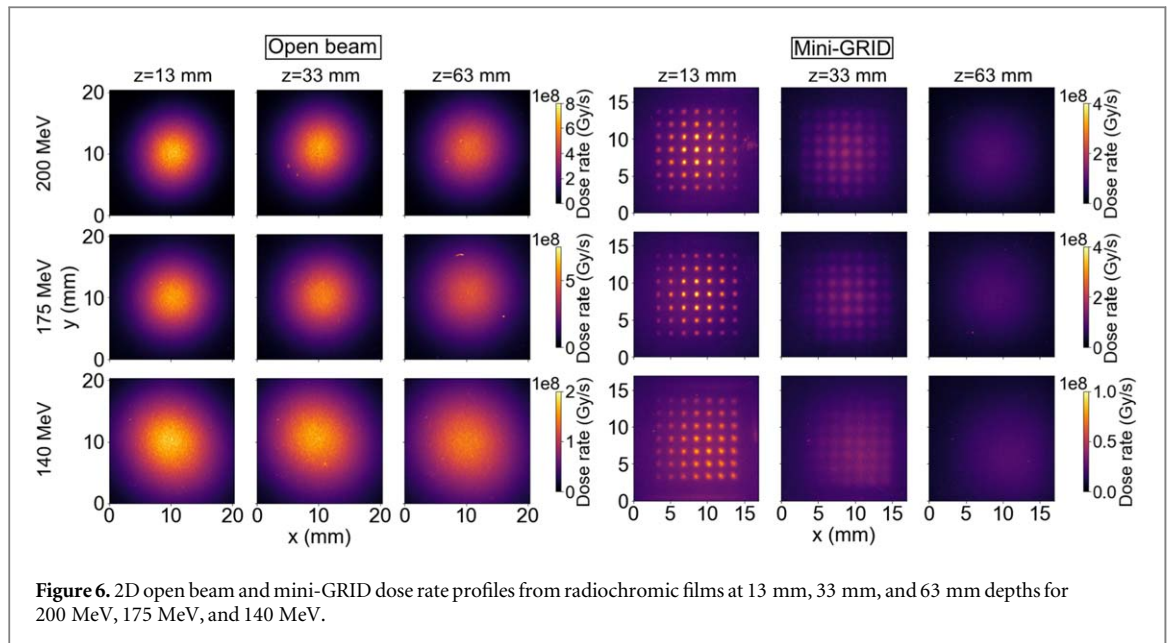 Open beam
Mini-GRID
z=13 mm z=33 mm z=63 mm z=13 mm z=33 mm z=63 mm
200 MeV
20
10
0
1e8
8
6
4
2
0
Dose rate (Gy/s)
15
10
5
0
1e8
4
2
0
Dose rate (Gy/s)
175 MeV
y (mm)
20
10
0
1e8
5
0
Dose rate (Gy/s)
15
10
5
0
1e8
4
2
0
Dose rate (Gy/s)
140 MeV
20
10
0
1e8
2
1
0
Dose rate (Gy/s)
15
10
5
0
1e8
1.0
0.5
0.0
Dose rate (Gy/s)
0 10 20 0 10 20 0 10 20 0 5 10 15 0 5 10 15 0 5 10 15
x (mm) x (mm)
Figure 6. 2D open beam and mini-GRID dose rate profiles from radiochromic films at 13 mm, 33 mm, and 63 mm depths for
200 MeV, 175 MeV, and 140 MeV.